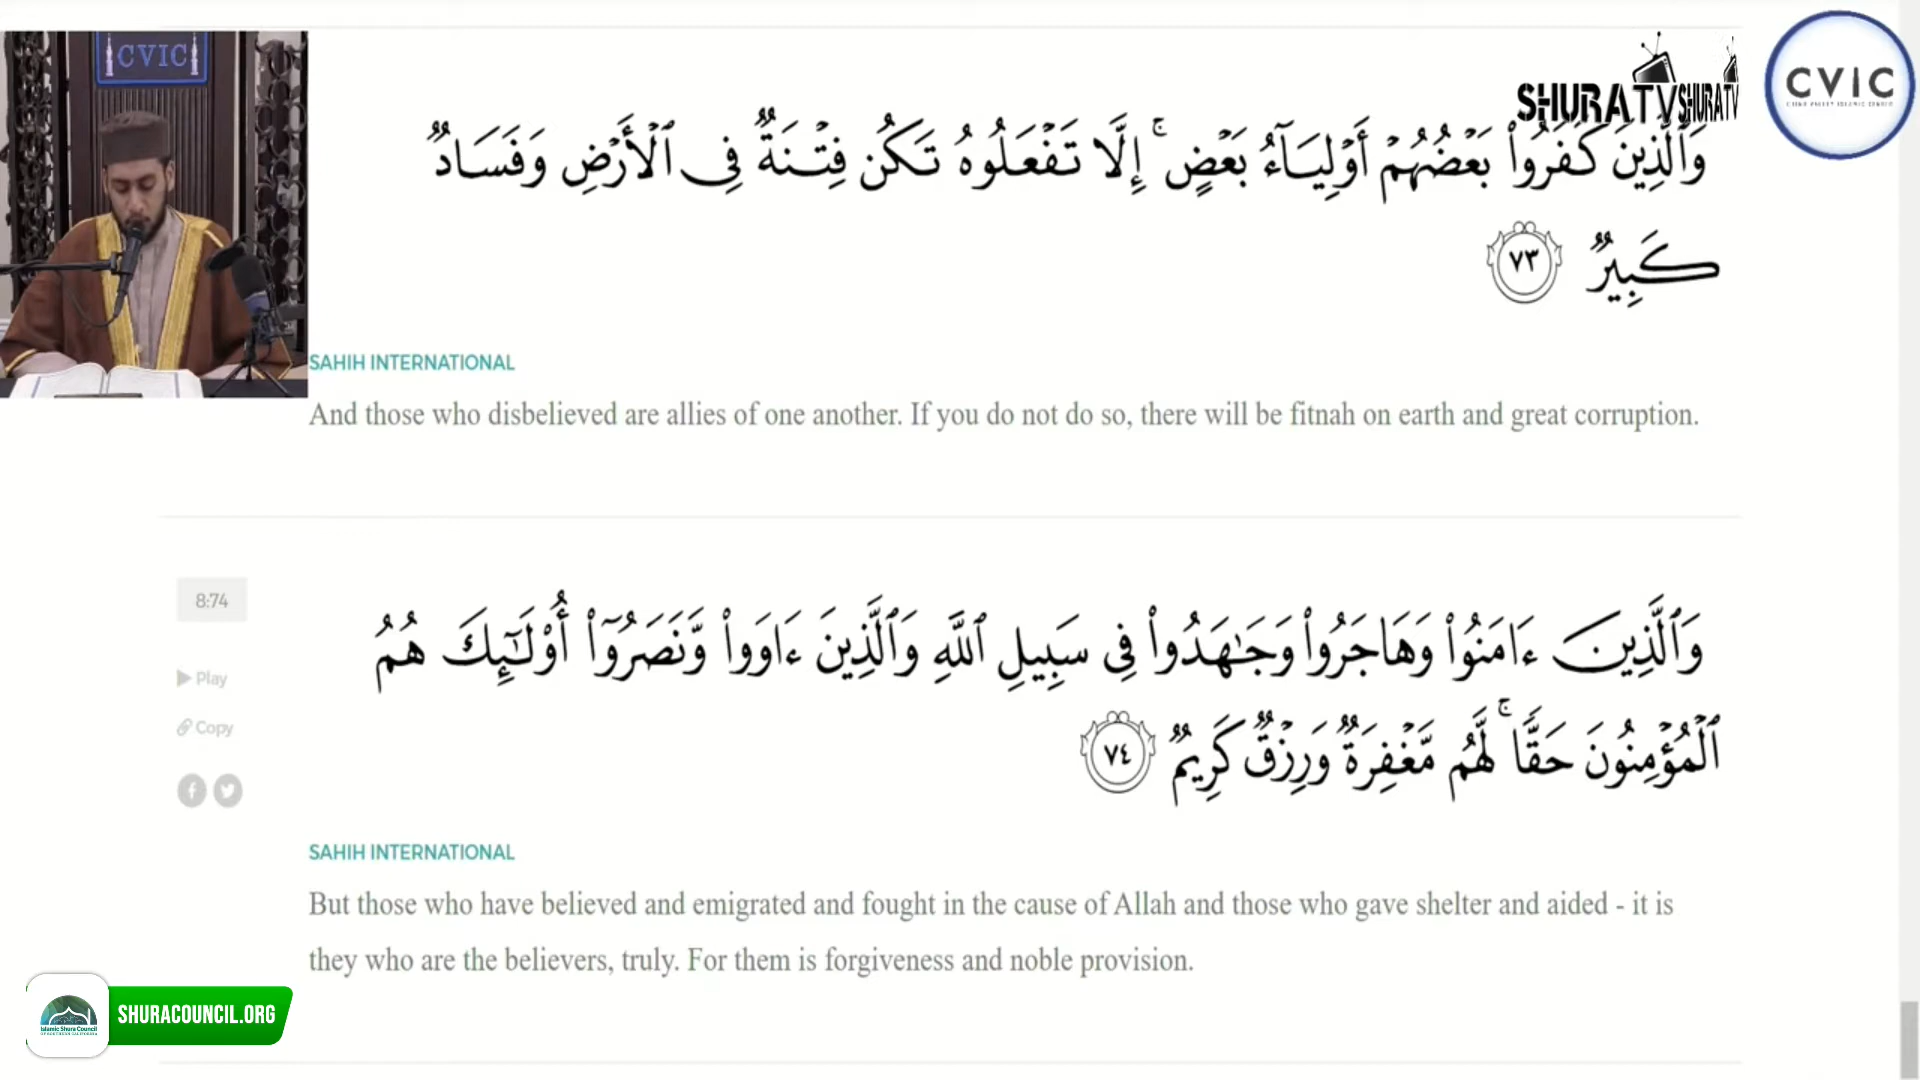 CVIC
SHURATV
SHURATV
CVIC
وَٱلَّذِينَ كَفَرُوا۟ بَعْضُهُمْ أَوْلِيَآءُ بَعْضٍ ۚ إِلَّا تَفْعَلُوهُ تَكُن فِتْنَةٌ فِى ٱلْأَرْضِ وَفَسَادٌ
كَبِيرٌ ٧٣
SAHIH INTERNATIONAL
And those who disbelieved are allies of one another. If you do not do so, there will be fitnah on earth and great corruption.
8:74
Play
Copy
وَٱلَّذِينَ ءَامَنُوا۟ وَهَاجَرُوا۟ وَجَـٰهَدُوا۟ فِى سَبِيلِ ٱللَّهِ وَٱلَّذِينَ ءَاوَوا۟ وَّنَصَرُوٓا۟ أُو۟لَـٰٓئِكَ هُمُ
ٱلْمُؤْمِنُونَ حَقًّا ۚ لَّهُم مَّغْفِرَةٌ وَرِزْقٌ كَرِيمٌ ٧٤
SAHIH INTERNATIONAL
But those who have believed and emigrated and fought in the cause of Allah and those who gave shelter and aided - it is
they who are the believers, truly. For them is forgiveness and noble provision.
Islamic Shura Council
SHURACOUNCIL.ORG